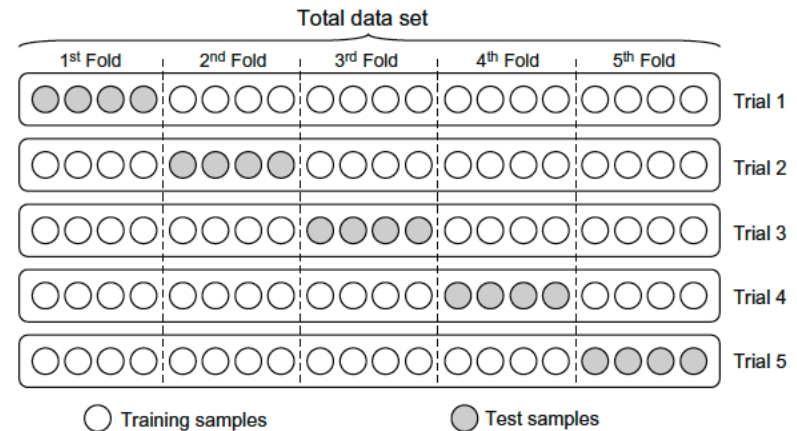 Total data set
1st Fold 2nd Fold 3rd Fold 4th Fold 5th Fold
Trial 1
Trial 2
Trial 3
Trial 4
Trial 5
Training samples Test samples